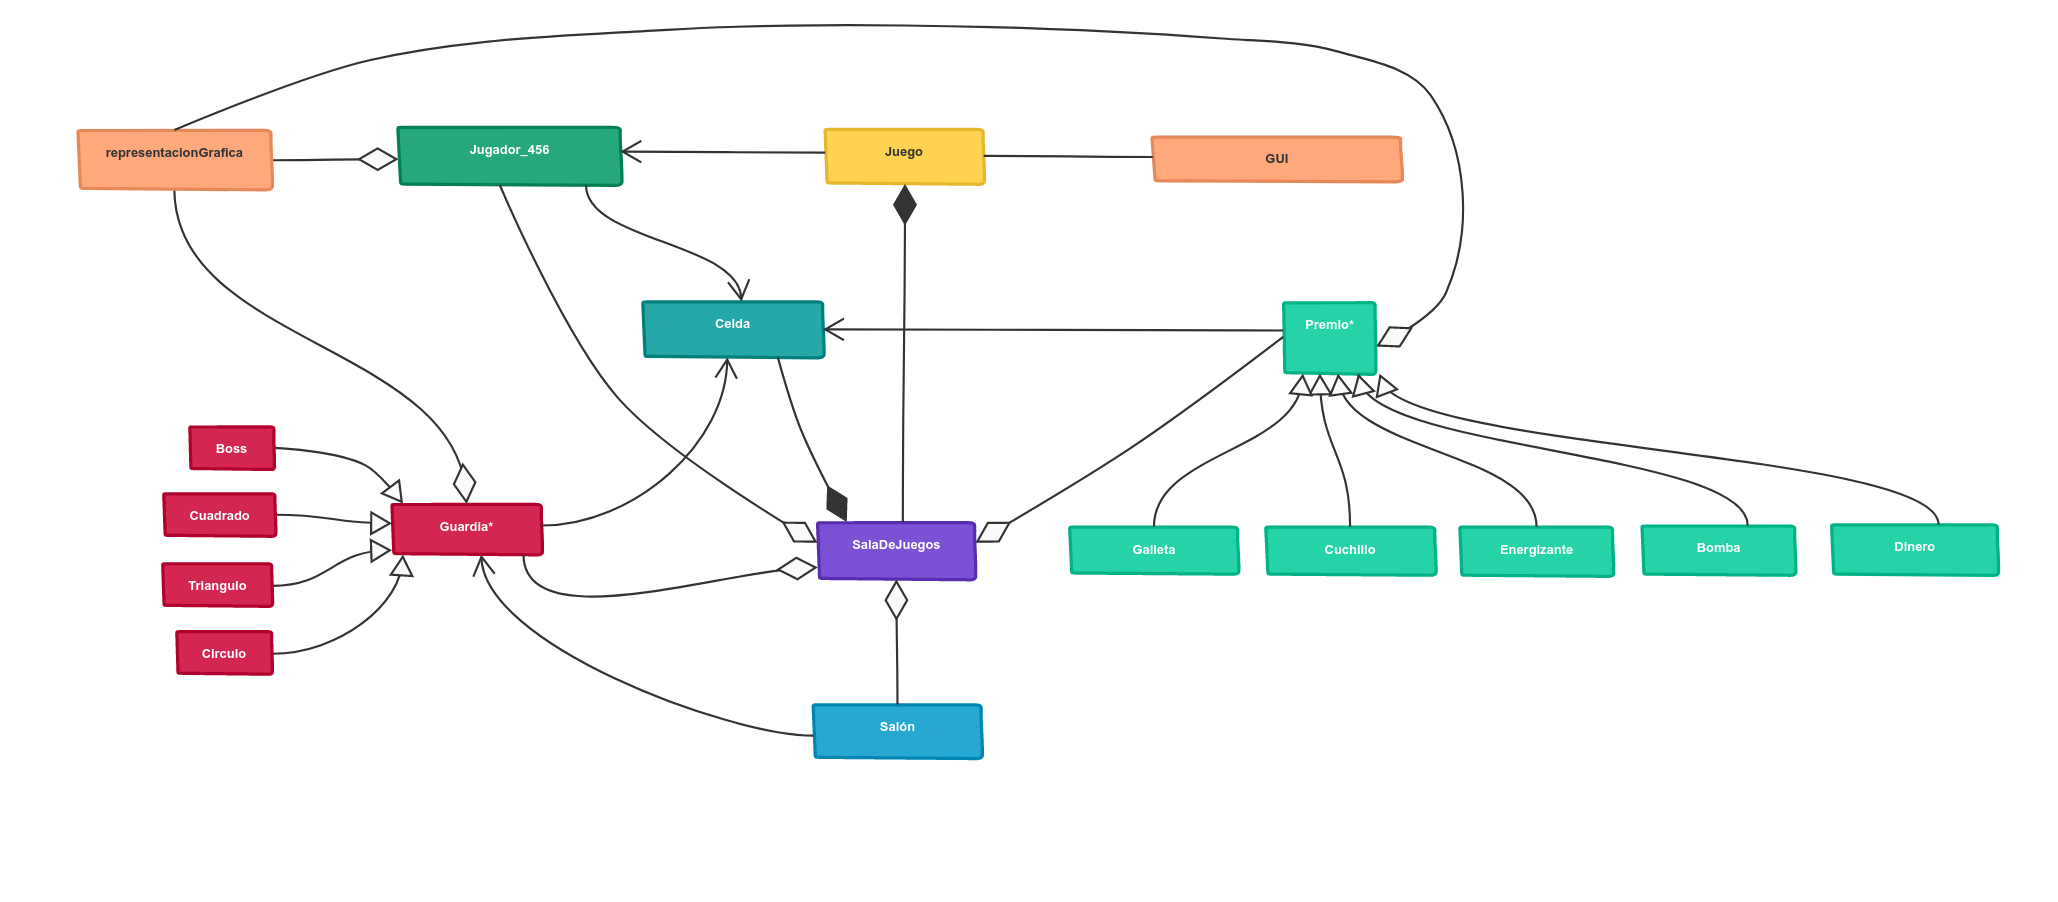 representacionGrafica
Jugador_456
Juego
GUI
Celda
Premio*
Boss
Cuadrado
Guardia*
Triangulo
Circulo
SalaDeJuegos
Galleta
Cuchillo
Energizante
Bomba
Dinero
Salón